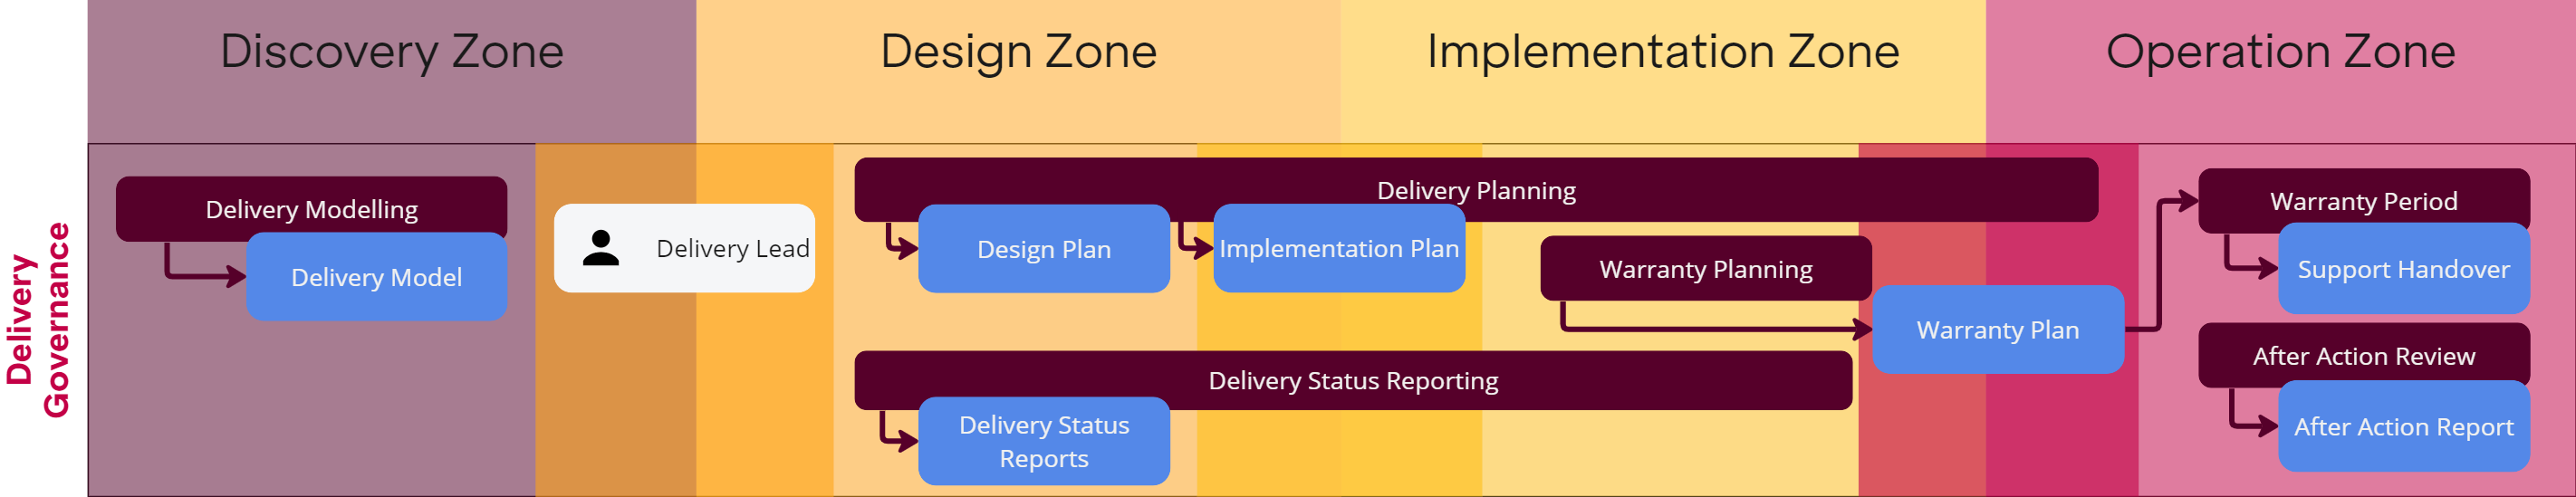 Discovery Zone
Design Zone
Implementation Zone
Operation Zone
Delivery
Governance
Delivery Modelling
Delivery Model
Delivery Lead
Delivery Planning
Design Plan
Implementation Plan
Warranty Planning
Warranty Plan
Delivery Status Reporting
Delivery Status
Reports
Warranty Period
Support Handover
After Action Review
After Action Report